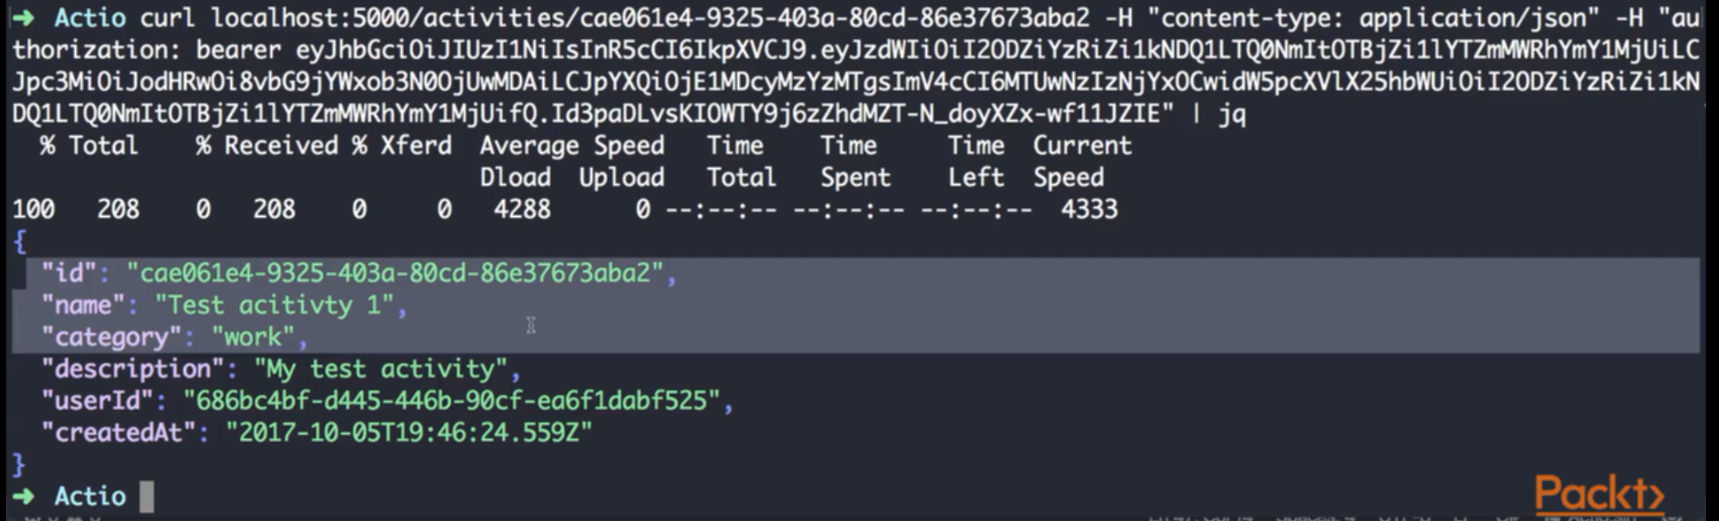 ➜ Actio curl localhost:5000/activities/cae061e4-9325-403a-80cd-86e37673aba2 -H "content-type: application/json" -H "au
thorization: bearer eyJhbGciOiJIUzI1NiIsInR5cCI6IkpXVCJ9.eyJzdWIiOiI2ODZiYzRiZi1kNDQ1LTQ0NmItOTBjZi1lYTZmMWRhYmY1MjUiLC
Jpc3MiOiJodHRwOi8vbG9jYWxob3N0OjUwMDAiLCJpYXQiOjE1MDcyMzYzMTgsImV4cCI6MTUwNzIzNjYxOCwidW5pcXVlX25hbWUiOiI2ODZiYzRiZi1kN
DQ1LTQ0NmItOTBjZi1lYTZmMWRhYmY1MjUifQ.Id3paDLvsKIOWTY9j6zZhdMZT-N_doyXZx-wf11JZIE" | jq
% Total % Received % Xferd Average Speed Time Time Time Current
Dload Upload Total Spent Left Speed
100 208 0 208 0 0 4288 0 --:--:-- --:--:-- --:--:-- 4333
{
"id": "cae061e4-9325-403a-80cd-86e37673aba2",
"name": "Test acitivty 1",
"category": "work",
"description": "My test activity",
"userId": "686bc4bf-d445-446b-90cf-ea6f1dabf525",
"createdAt": "2017-10-05T19:46:24.559Z"
}
➜ Actio
Packt>